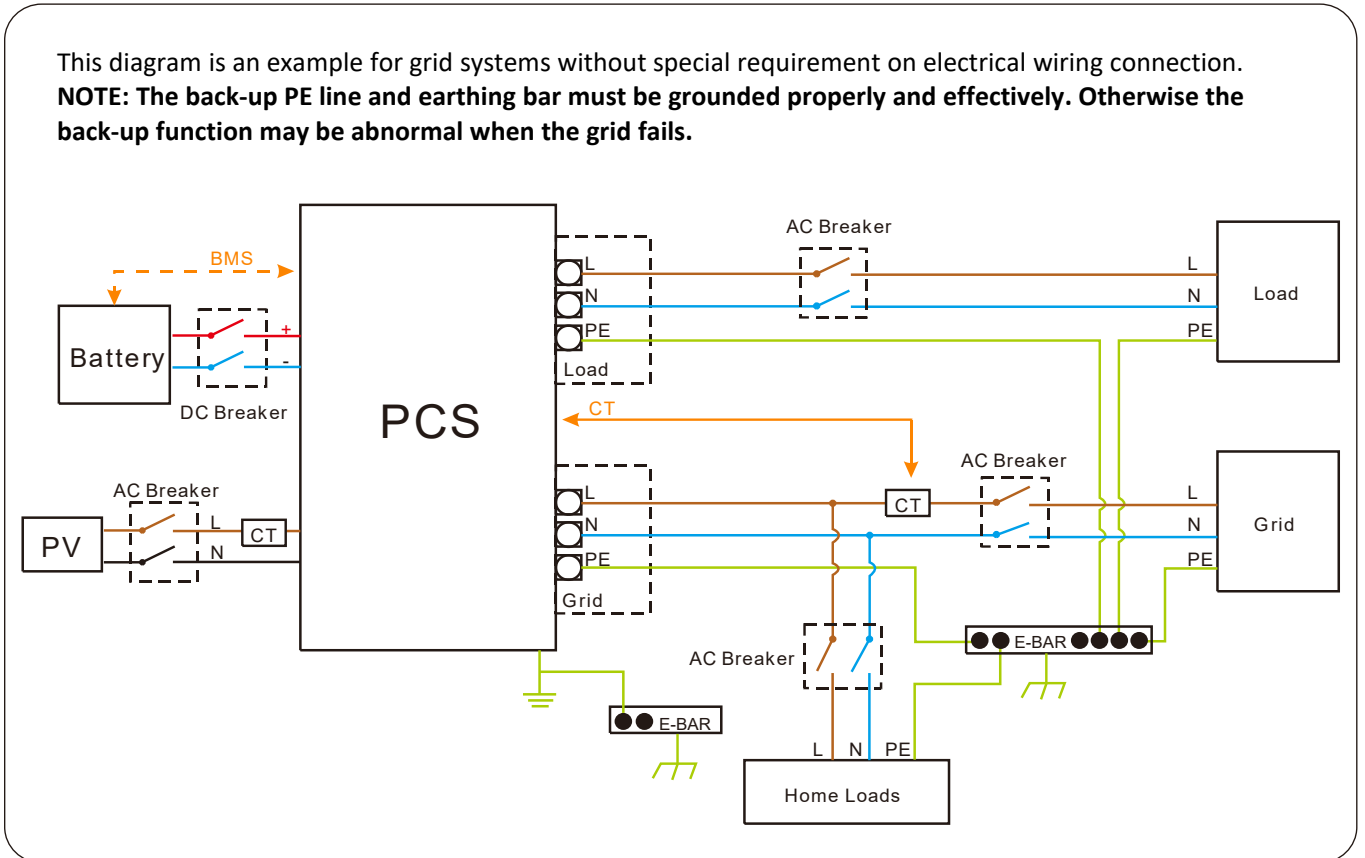 This diagram is an example for grid systems without special requirement on electrical wiring connection.
NOTE: The back-up PE line and earthing bar must be grounded properly and effectively. Otherwise the
back-up function may be abnormal when the grid fails.
AC Breaker
BMS
L
L
N
N
Load
+
PE
PE
Battery
-
Load
DC Breaker
CT
PCS
AC Breaker
AC Breaker
L
L
CT
L
CT
N
N
Grid
PV
N
PE
PE
Grid
E-BAR
AC Breaker
E-BAR
L
N
PE
Home Loads